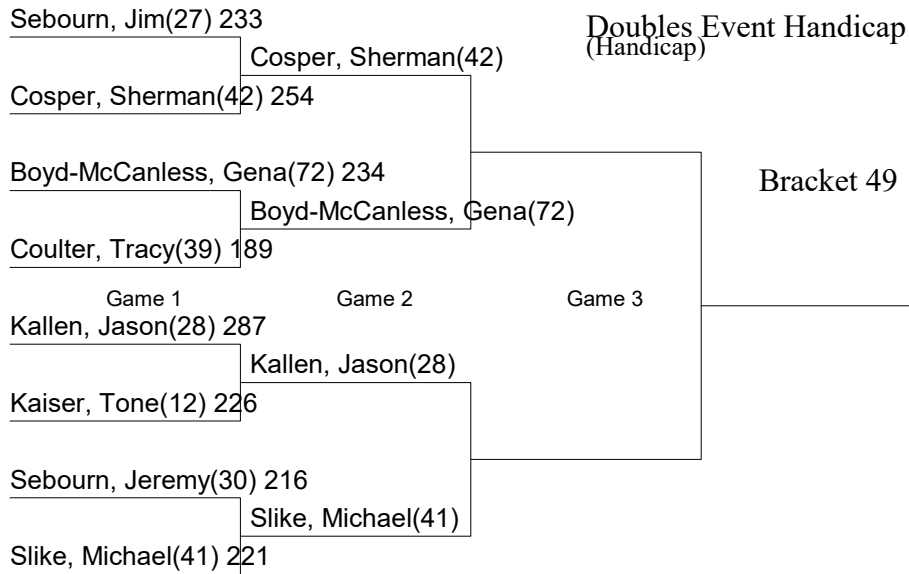 Sebourn, Jim(27) 233
Doubles Event Handicap
(Handicap)
Cosper, Sherman(42)
Cosper, Sherman(42) 254
Boyd-McCanless, Gena(72) 234
Bracket 49
Boyd-McCanless, Gena(72)
Coulter, Tracy(39) 189
Game 1 Game 2 Game 3
Kallen, Jason(28) 287
Kallen, Jason(28)
Kaiser, Tone(12) 226
Sebourn, Jeremy(30) 216
Slike, Michael(41)
Slike, Michael(41) 221